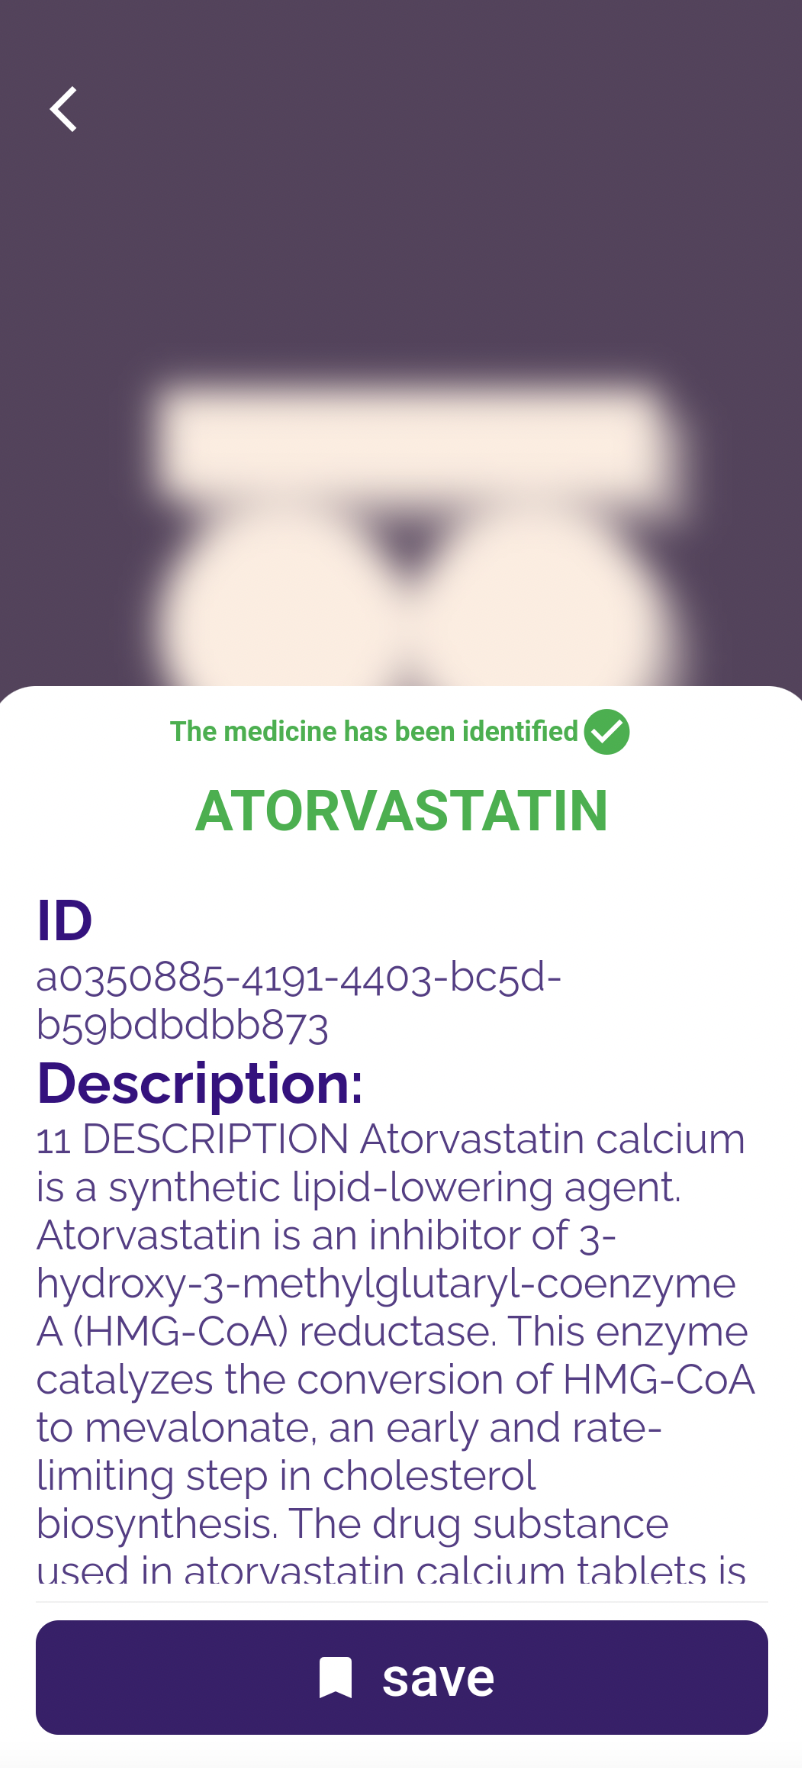 The medicine has been identified
ATORVASTATIN
ID
a0350885-4191-4403-bc5d-
b59bdbdbb873
Description:
11 DESCRIPTION Atorvastatin calcium
is a synthetic lipid-lowering agent.
Atorvastatin is an inhibitor of 3-
hydroxy-3-methylglutaryl-coenzyme
A (HMG-CoA) reductase. This enzyme
catalyzes the conversion of HMG-CoA
to mevalonate, an early and rate-
limiting step in cholesterol
biosynthesis. The drug substance
used in atorvastatin calcium tablets is
save